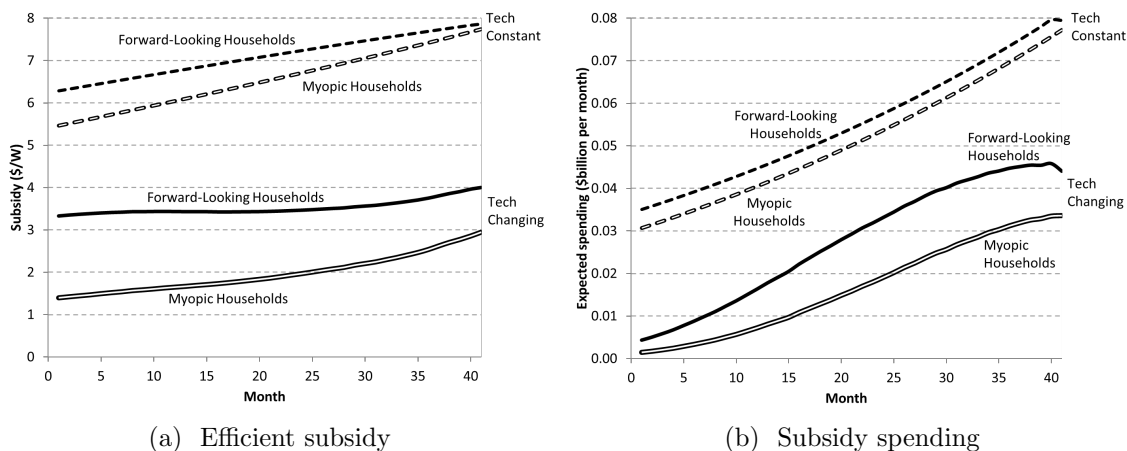 8
7
6
5
4
3
2
1
0
Subsidy ($/W)
Forward-Looking Households
Myopic Households
Tech
Constant
Forward-Looking Households
Tech
Changing
Myopic Households
0
5
10
15
20
25
30
35
40
Month
(a) Efficient subsidy
0.08
0.07
0.06
0.05
0.04
0.03
0.02
0.01
0.00
Expected spending ($billion per month)
Tech
Constant
Forward-Looking
Households
Forward-Looking
Households
Myopic
Households
Tech
Changing
Myopic
Households
0
5
10
15
20
25
30
35
40
Month
(b) Subsidy spending